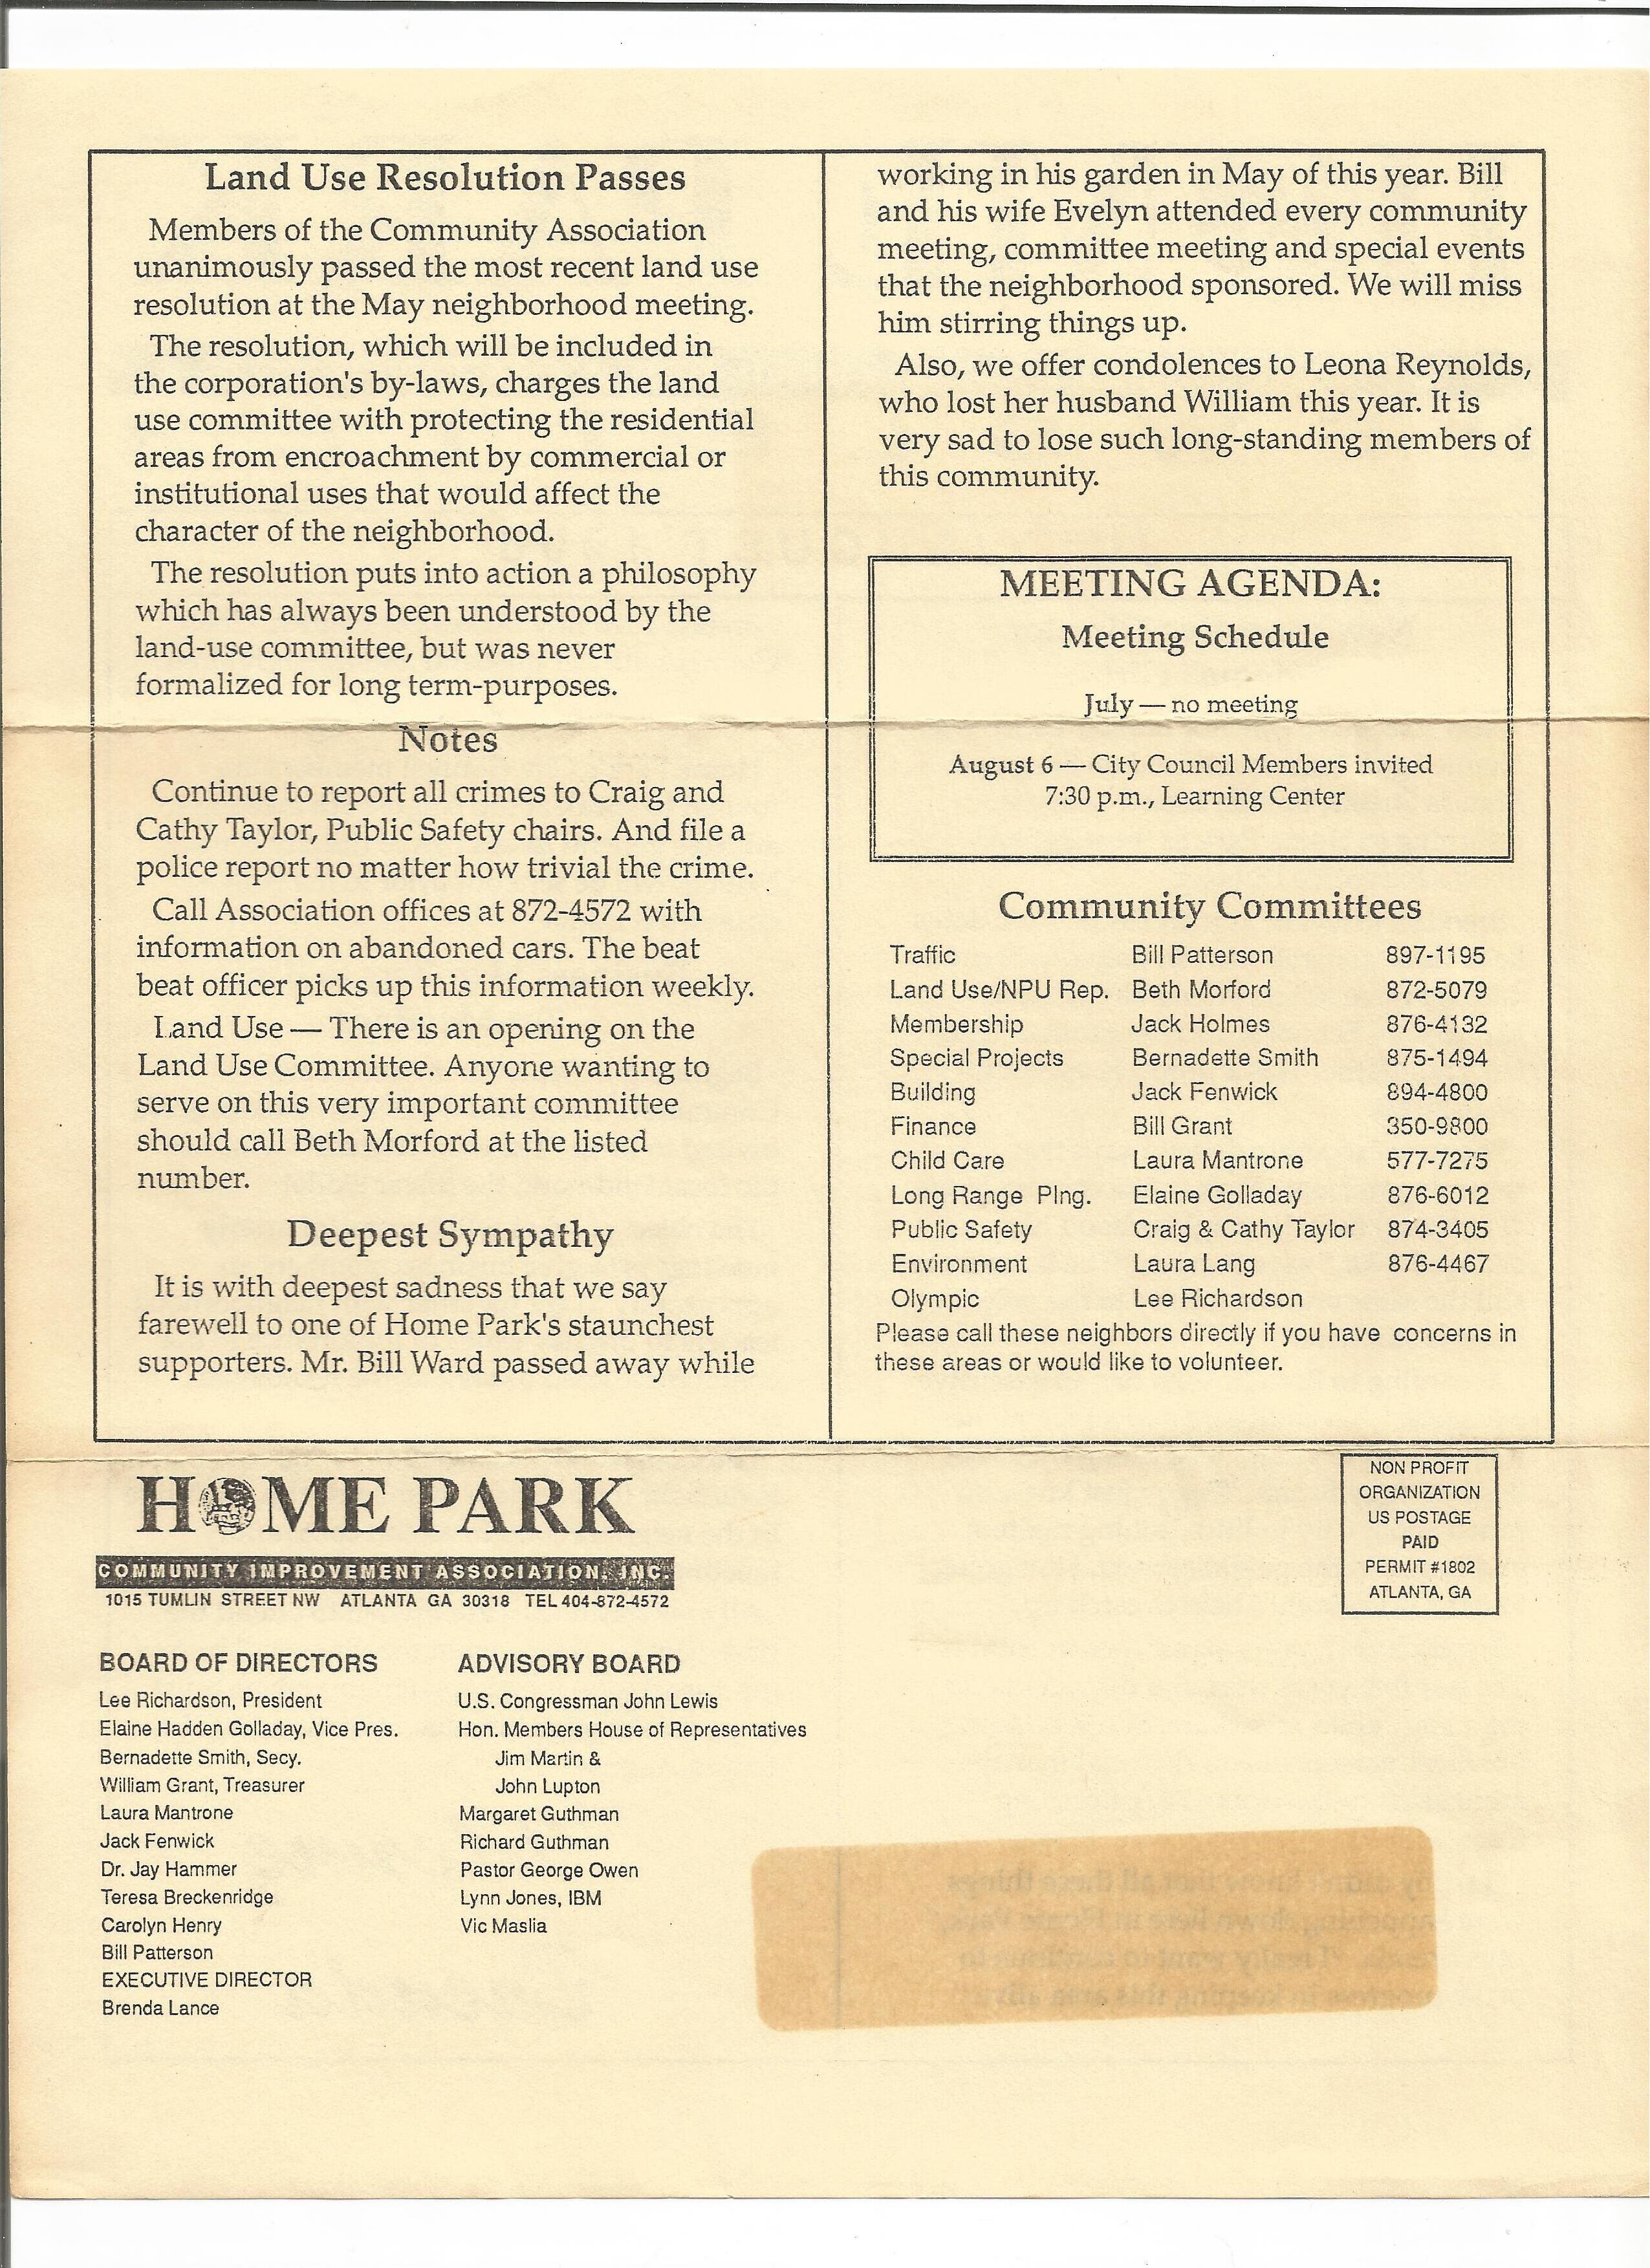 Land Use Resolution Passes
Members of the Community Association
unanimously passed the most recent land use
resolution at the May neighborhood meeting.
The resolution, which will be included in
the corporation's by-laws, charges the land
use committee with protecting the residential
areas from encroachment by commercial or
institutional uses that would affect the
character of the neighborhood.
The resolution puts into action a philosophy
which has always been understood by the
land-use committee, but was never
formalized for long term-purposes.
Notes
Continue to report all crimes to Craig and
Cathy Taylor, Public Safety chairs. And file a
police report no matter how trivial the crime.
Call Association offices at 872-4572 with
information on abandoned cars. The beat
beat officer picks up this information weekly.
Land Use — There is an opening on the
Land Use Committee. Anyone wanting to
serve on this very important committee
should call Beth Morford at the listed
number.
Deepest Sympathy
It is with deepest sadness that we say
farewell to one of Home Park's staunchest
supporters. Mr. Bill Ward passed away while
working in his garden in May of this year. Bill
and his wife Evelyn attended every community
meeting, committee meeting and special events
that the neighborhood sponsored. We will miss
him stirring things up.
Also, we offer condolences to Leona Reynolds,
who lost her husband William this year. It is
very sad to lose such long-standing members of
this community.
MEETING AGENDA:
Meeting Schedule
July — no meeting
August 6 — City Council Members invited
7:30 p.m., Learning Center
Community Committees
Traffic Bill Patterson 897-1195
Land Use/NPU Rep. Beth Morford 872-5079
Membership Jack Holmes 876-4132
Special Projects Bernadette Smith 875-1494
Building Jack Fenwick 894-4800
Finance Bill Grant 350-9800
Child Care Laura Mantrone 577-7275
Long Range Plng. Elaine Golladay 876-6012
Public Safety Craig & Cathy Taylor 874-3405
Environment Laura Lang 876-4467
Olympic Lee Richardson
Please call these neighbors directly if you have concerns in
these areas or would like to volunteer.
HOME PARK
COMMUNITY IMPROVEMENT ASSOCIATION, INC.
1015 TUMLIN STREET NW ATLANTA GA 30318 TEL 404-872-4572
NON PROFIT
ORGANIZATION
US POSTAGE
PAID
PERMIT #1802
ATLANTA, GA
BOARD OF DIRECTORS
Lee Richardson, President
Elaine Hadden Golladay, Vice Pres.
Bernadette Smith, Secy.
William Grant, Treasurer
Laura Mantrone
Jack Fenwick
Dr. Jay Hammer
Teresa Breckenridge
Carolyn Henry
Bill Patterson
EXECUTIVE DIRECTOR
Brenda Lance
ADVISORY BOARD
U.S. Congressman John Lewis
Hon. Members House of Representatives
Jim Martin &
John Lupton
Margaret Guthman
Richard Guthman
Pastor George Owen
Lynn Jones, IBM
Vic Maslia